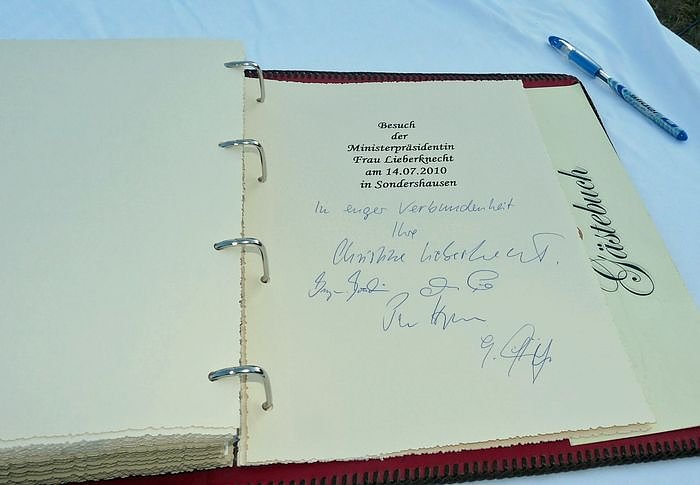 Besuch
der
Ministerpräsidentin
Frau Lieberknecht
am 14.07.2010
in Sondershausen
In enger Verbundenheit
Ihre
Christine Lieberknecht.
Gästebuch